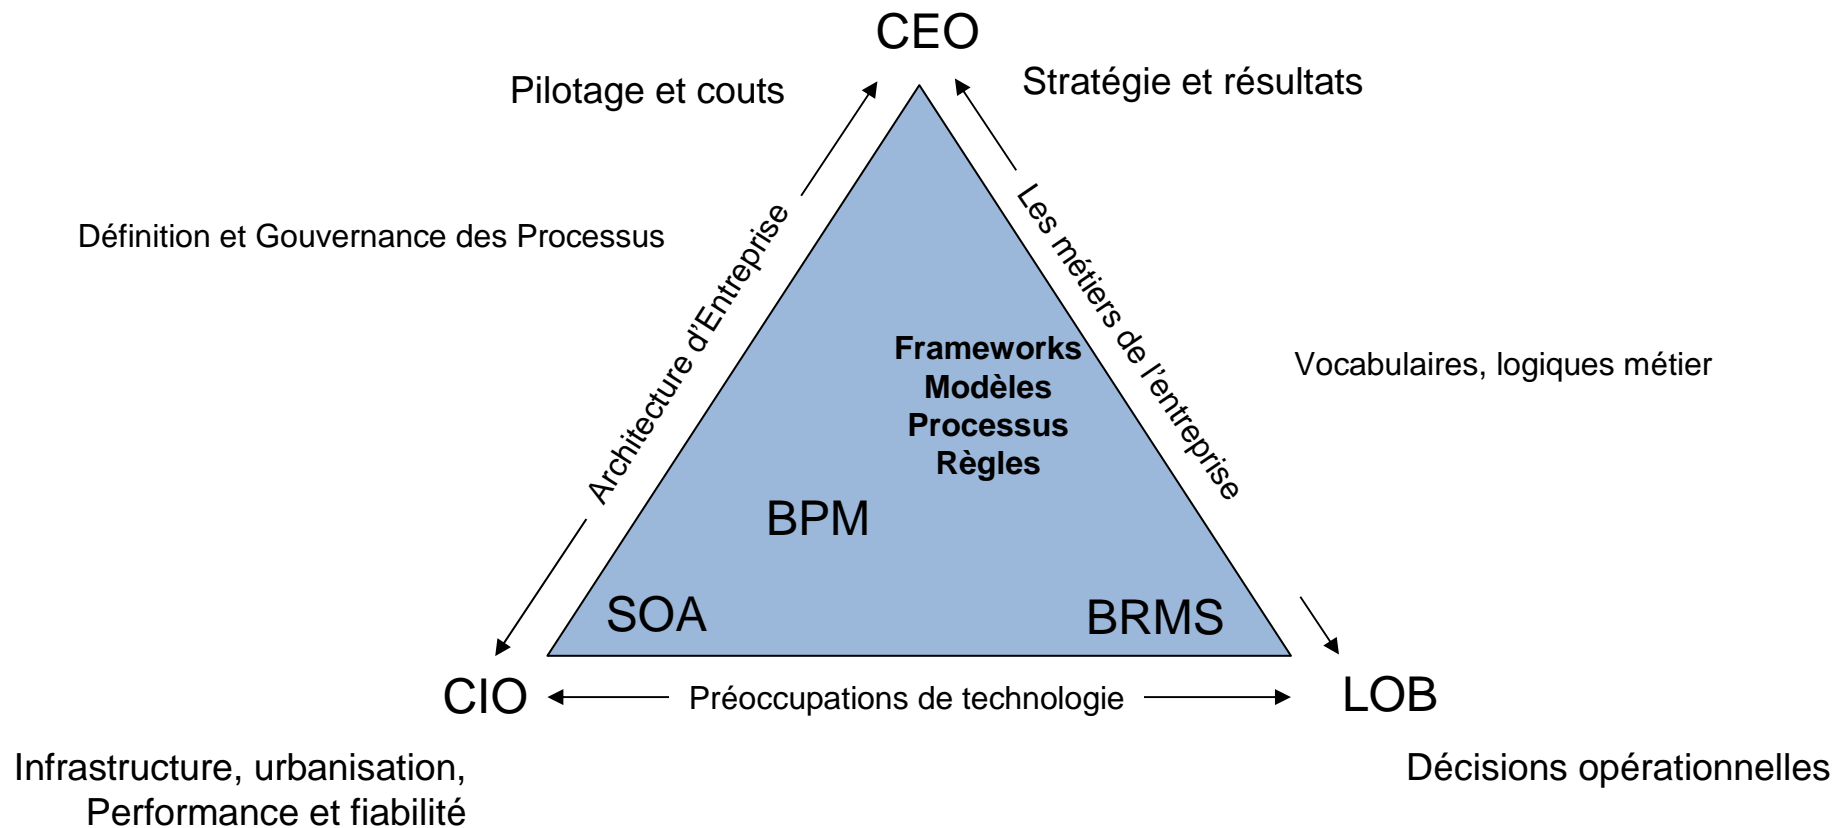 CEO
Pilotage et couts
Stratégie et résultats
Définition et Gouvernance des Processus
Architecture d’Entreprise
Les métiers de l’entreprise
Frameworks
Modèles
Processus
Règles
Vocabulaires, logiques métier
BPM
SOA
BRMS
CIO
Préoccupations de technologie
LOB
Infrastructure, urbanisation,
Performance et fiabilité
Décisions opérationnelles